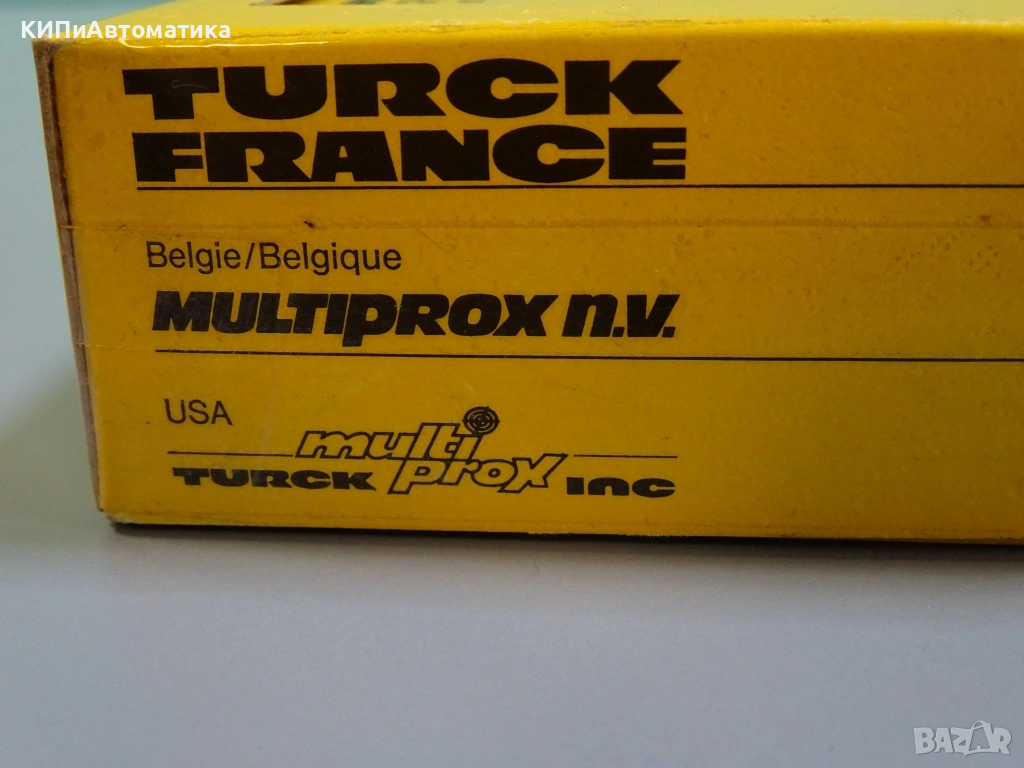 КИПиАвтоматика
TURCK
FRANCE
Belgie/Belgique
MULTIPROX n.v.
USA
multi
TURCK prox inc
BAZAR